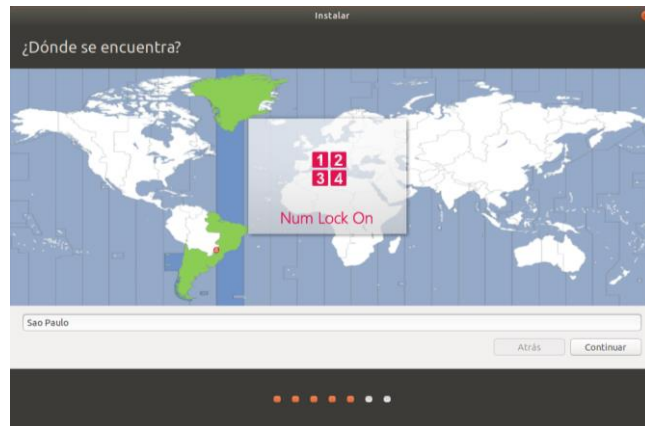 Instalar
¿Dónde se encuentra?
1 2
3 4
Num Lock On
Sao Paulo
Atrás
Continuar